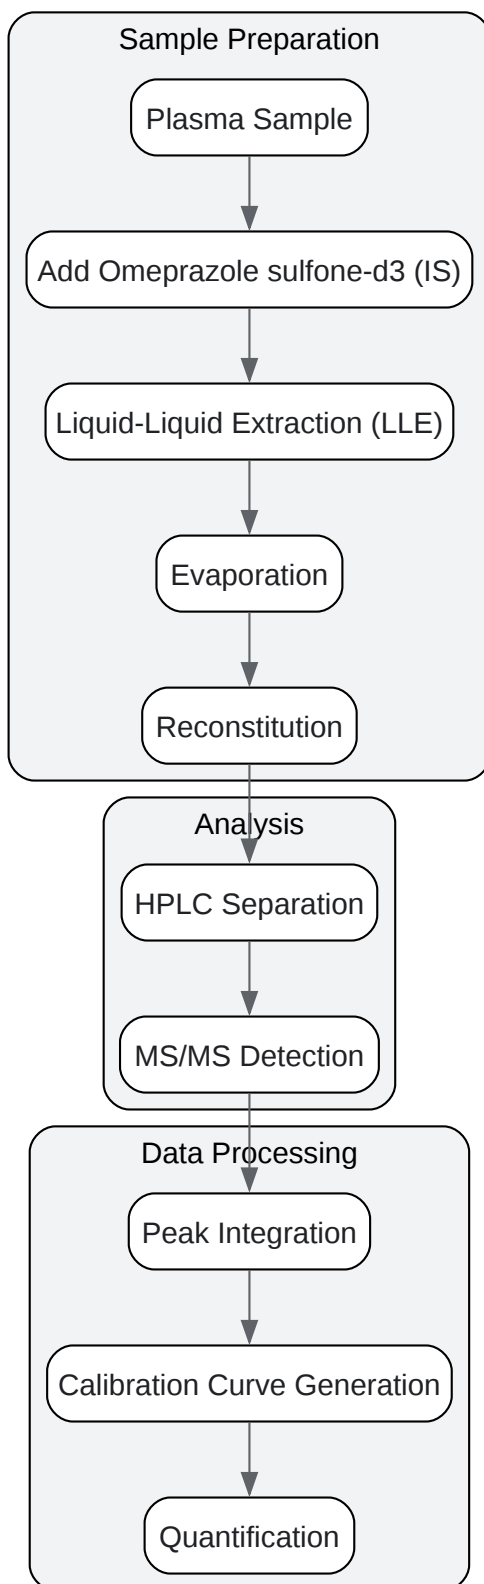 Sample Preparation
Plasma Sample
Add Omeprazole sulfone-d3 (IS)
Liquid-Liquid Extraction (LLE)
Evaporation
Reconstitution
Analysis
HPLC Separation
MS/MS Detection
Data Processing
Peak Integration
Calibration Curve Generation
Quantification